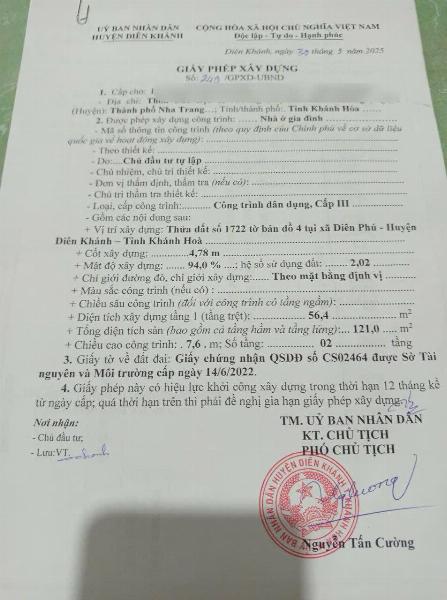 UỶ BAN NHÂN DÂN CỘNG HÒA XÃ HỘI CHỦ NGHĨA VIỆT NAM
HUYỆN DIÊN KHÁNH Độc lập - Tự do - Hạnh phúc
Diên Khánh, ngày tháng 5 năm 2025
GIẤY PHÉP XÂY DỰNG
Số: 249 /GPXD-UBND
1. Cấp cho:
- Địa chỉ:
(Huyện): Thành phố Nha Trang...; Tỉnh/thành phố:. Tỉnh Khánh Hòa
2. Được phép xây dựng công trình: ...... Nhà ở gia đình
- Mã số thông tin công trình (theo quy định của Chính phủ về cơ sở dữ liệu
quốc gia về hoạt động xây dựng):
- Theo thiết kế:
- Do:....Chủ đầu tư tự lập
- Chủ nhiệm, chủ trì thiết kế:
- Đơn vị thẩm định, thẩm tra (nếu có):
- Chủ trì thẩm tra thiết kế:
- Loại, cấp công trình:........... Công trình dân dụng, Cấp III
- Gồm các nội dung sau:
+ Vị trí xây dựng: Thửa đất số 1722 tờ bản đồ 4 tại xã Diên Phú - Huyện
Diên Khánh – Tỉnh Khánh Hoà
+ Cốt xây dựng: .......4,78 m
+ Mật độ xây dựng: ....... 94,0 % ....; hệ số sử dụng đất: ....... 2,02
+ Chỉ giới đường đỏ, chỉ giới xây dựng:....... Theo mặt bằng định vị
+ Màu sắc công trình (nếu có) :
+ Chiều sâu công trình (đối với công trình có tầng ngầm):
+ Diện tích xây dựng tầng 1 (tầng trệt): .......56,4 ....... m²
+ Tổng diện tích sàn (bao gồm cả tầng hầm và tầng lửng):... 121,0 ..... m²
+ Chiều cao công trình:. 7,6 , m; Số tầng: ....... 02 ....... tầng
3. Giấy tờ về đất đai: Giấy chứng nhận QSDĐ số CS02464 được Sở Tài
nguyên và Môi trường cấp ngày 14/6/2022.
4. Giấy phép này có hiệu lực khởi công xây dựng trong thời hạn 12 tháng kể
từ ngày cấp; quá thời hạn trên thì phải đề nghị gia hạn giấy phép xây dựng.
Nơi nhận: TM. UỶ BAN NHÂN DÂN
- Chủ đầu tư; KT. CHỦ TỊCH
- Lưu:VT. PHÓ CHỦ TỊCH
Nguyễn Tấn Cường